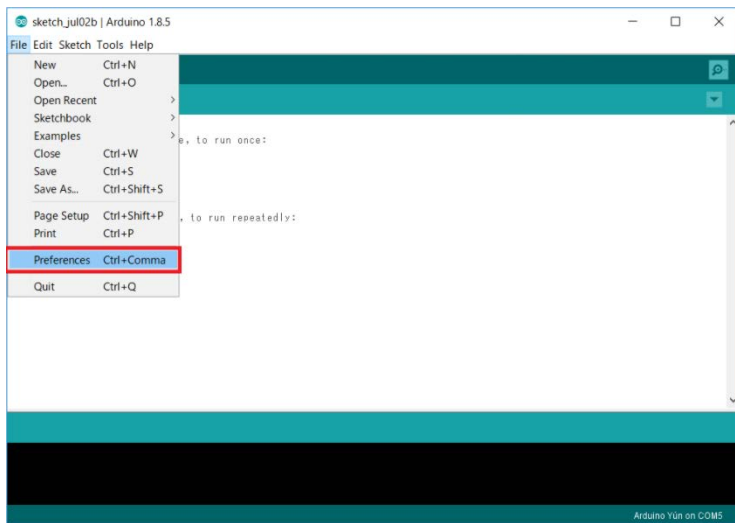 sketch_jul02b | Arduino 1.8.5
File Edit Sketch Tools Help
New Ctrl+N
Open... Ctrl+O
Open Recent
Sketchbook
Examples
e, to run once:
Close Ctrl+W
Save Ctrl+S
Save As... Ctrl+Shift+S
Page Setup Ctrl+Shift+P
, to run repeatedly:
Print Ctrl+P
Preferences Ctrl+Comma
Quit Ctrl+Q
Arduino Yún on COM5